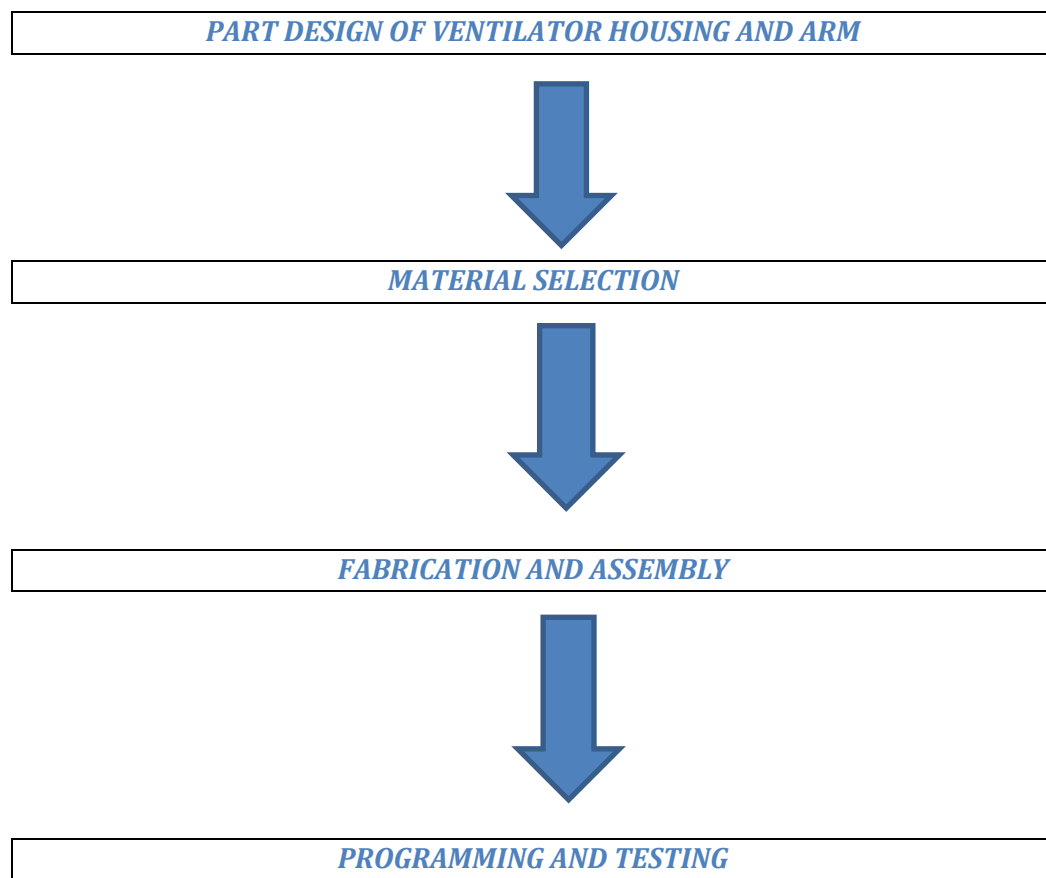 PART DESIGN OF VENTILATOR HOUSING AND ARM
MATERIAL SELECTION
FABRICATION AND ASSEMBLY
PROGRAMMING AND TESTING